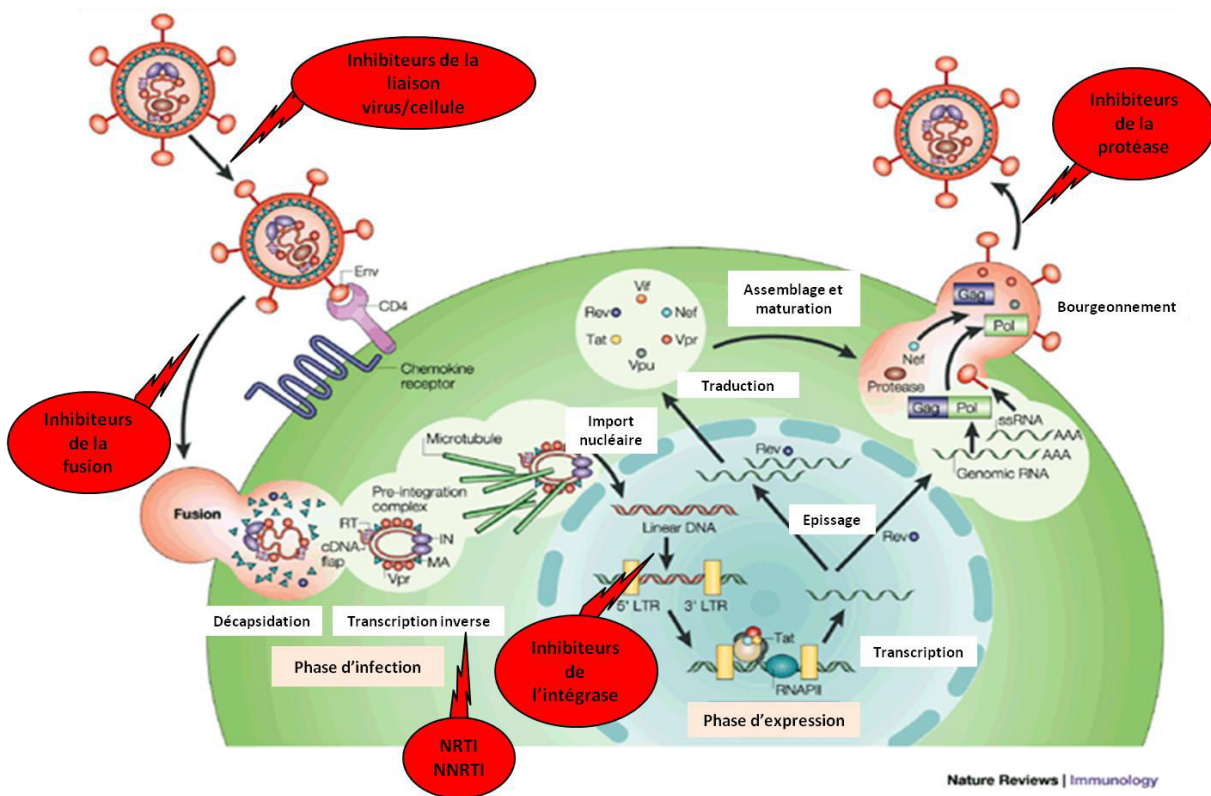 Inhibiteurs de la
liaison
virus/cellule
Inhibiteurs
de la
protéase
Env
CD4
Chemokine
receptor
Inhibiteurs
de la
fusion
Vif
Rev
Nef
Tat
Vpr
Vpu
Assemblage et
maturation
Gag
Pol
Bourgeonnement
Nef
Protease
Gag
Pol
ssRNA
AAA
AAA
Genomic RNA
Traduction
Import
nucléaire
Microtubule
Rev
Pre-integration
complex
Fusion
RT
cDNA
flap
IN
MA
Vpr
Linear DNA
Epissage
Rev
5' LTR
3' LTR
Décapsidation
Transcription inverse
Phase d'infection
Inhibiteurs
de
l'intégrase
Tat
RNAPII
Transcription
Phase d'expression
NRTI
NNRTI
Nature Reviews | Immunology